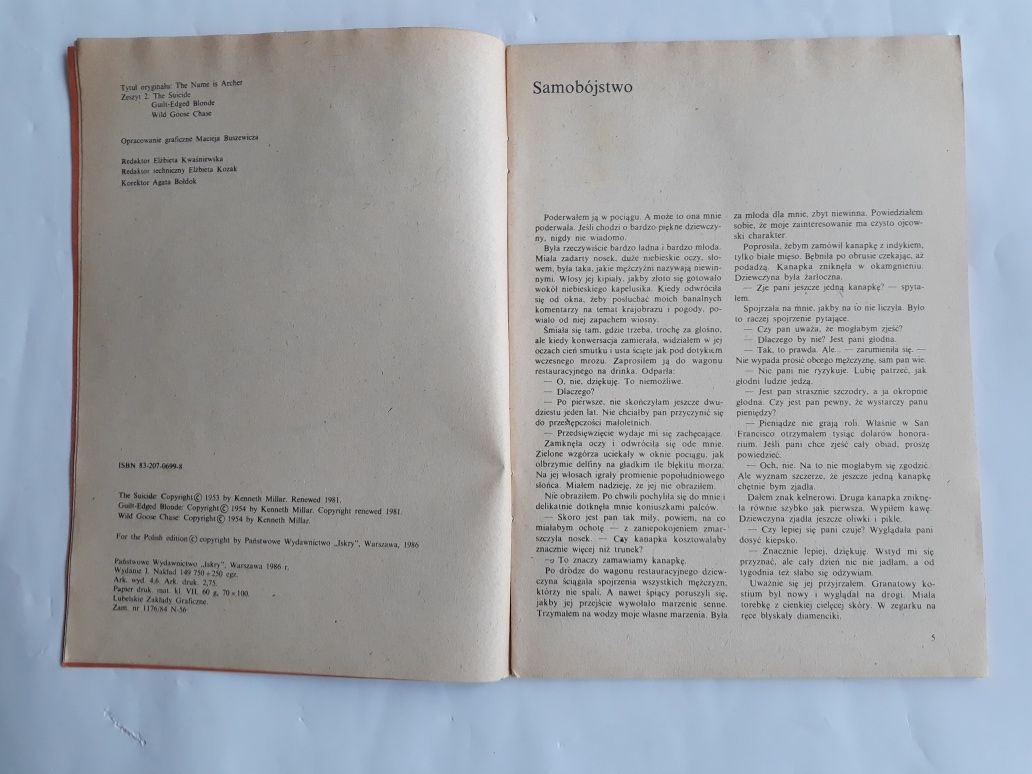 Tytuł oryginału: The Name is Archer
Zeszyt 2. The Suicide
Guilt-Edged Blonde
Wild Goose Chase
Opracowanie graficzne Macieja Buszewicza
Redaktor Elżbieta Kwaśniewska
Redaktor techniczny Elżbieta Kozak
Korektor Agata Bołdok
ISBN 83-207-0699-8
The Suicide Copyright © 1953 by Kenneth Millar. Renewed 1981.
Guilt-Edged Blonde: Copyright © 1954 by Kenneth Millar. Copyright renewed 1981.
Wild Goose Chase: Copyright © 1954 by Kenneth Millar.
For the Polish edition © copyright by Państwowe Wydawnictwo „Iskry”, Warszawa, 1986
Państwowe Wydawnictwo „Iskry”, Warszawa 1986 r.
Wydanie I. Nakład 149 750+250 egz.
Ark. wyd. 4,6. Ark. druk. 2,75.
Papier druk. mat. kl. VII, 60 g, 70×100.
Lubelskie Zakłady Graficzne.
Zam. nr 1176/84 N-56
Samobójstwo
Poderwałem ją w pociągu. A może to ona mnie
poderwała. Jeśli chodzi o bardzo piękne dziewczy-
ny, nigdy nie wiadomo.
Była rzeczywiście bardzo ładna i bardzo młoda.
Miała zadarty nosek, duże niebieskie oczy, sło-
wem, była taka, jakie mężczyźni nazywają niewin-
nymi. Włosy jej kipiały, jakby złoto się gotowało
wokół niebieskiego kapelusika. Kiedy odwróciła
się od okna, żeby posłuchać moich banalnych
komentarzy na temat krajobrazu i pogody, po-
wiało od niej zapachem wiosny.
Śmiała się tam, gdzie trzeba, trochę za głośno,
ale kiedy konwersacja zamierała, widziałem w jej
oczach cień smutku i usta ścięte jak pod dotykiem
wczesnego mrozu. Zaprosiłem ją do wagonu
restauracyjnego na drinka. Odparła:
— O, nie, dziękuję. To niemożliwe.
— Dlaczego?
— Po pierwsze, nie skończyłam jeszcze dwu-
dziestu jeden lat. Nie chciałby pan przyczynić się
do przestępczości małoletnich.
— Przedsięwzięcie wydaje mi się zachęcające.
Zamknęła oczy i odwróciła się ode mnie.
Zielone wzgórza uciekały w oknie pociągu, jak
olbrzymie delfiny na gładkim tle błękitu morza.
Na jej włosach igrały promienie popołudniowego
słońca. Miałem nadzieję, że jej nie obraziłem.
Nie obraziłem. Po chwili pochyliła się do mnie i
delikatnie dotknęła mnie koniuszkami palców.
— Skoro jest pan tak miły, powiem, na co
miałabym ochotę — z zaniepokojeniem zmar-
szczyła nosek. — Czy kanapka kosztowałaby
znacznie więcej niż trunek?
— To znaczy zamawiamy kanapkę.
Po drodze do wagonu restauracyjnego dziew-
czyna ściągała spojrzenia wszystkich mężczyzn,
którzy nie spali. A nawet śpiący poruszyli się,
jakby jej przejście wywołało marzenie senne.
Trzymałem na wodzy moje własne marzenia. Była
za młoda dla mnie, zbyt niewinna. Powiedziałem
sobie, że moje zainteresowanie ma czysto ojcow-
ski charakter.
Poprosiła, żebym zamówił kanapkę z indykiem,
tylko białe mięso. Bębniła po obrusie czekając, aż
podadzą. Kanapka zniknęła w okamgnieniu.
Dziewczyna była żarłoczna.
— Zje pani jeszcze jedną kanapkę? — spyta-
łem.
Spojrzała na mnie, jakby na to nie liczyła. Było
to raczej spojrzenie pytające.
— Czy pan uważa, że mogłabym zjeść?
— Dlaczego by nie? Jest pani głodna.
— Tak, to prawda. Ale... — zarumieniła się. —
Nie wypada prosić obcego mężczyznę, sam pan wie.
— Nic pani nie ryzykuje. Lubię patrzeć, jak
głodni ludzie jedzą.
— Jest pan strasznie szczodry, a ja okropnie
głodna. Czy jest pan pewny, że wystarczy panu
pieniędzy?
— Pieniądze nie grają roli. Właśnie w San
Francisco otrzymałem tysiąc dolarów honora-
rium. Jeśli pani chce zjeść cały obiad, proszę
powiedzieć.
— Och, nie. Na to nie mogłabym się zgodzić.
Ale wyznam szczerze, że jeszcze jedną kanapkę
chętnie bym zjadła.
Dałem znak kelnerowi. Druga kanapka zniknę-
ła równie szybko jak pierwsza. Wypiłem kawę.
Dziewczyna zjadła jeszcze oliwki i pikle.
— Czy lepiej się pani czuje? Wyglądała pani
dosyć kiepsko.
— Znacznie lepiej, dziękuję. Wstyd mi się
przyznać, ale cały dzień nic nie jadłam, a od
tygodnia też słabo się odżywiam.
Uważnie się jej przyjrzałem. Granatowy ko-
stium był nowy i wyglądał na drogi. Miała
torebkę z cienkiej cielęcej skóry. W zegarku na
ręce błyskały diamenciki.
5